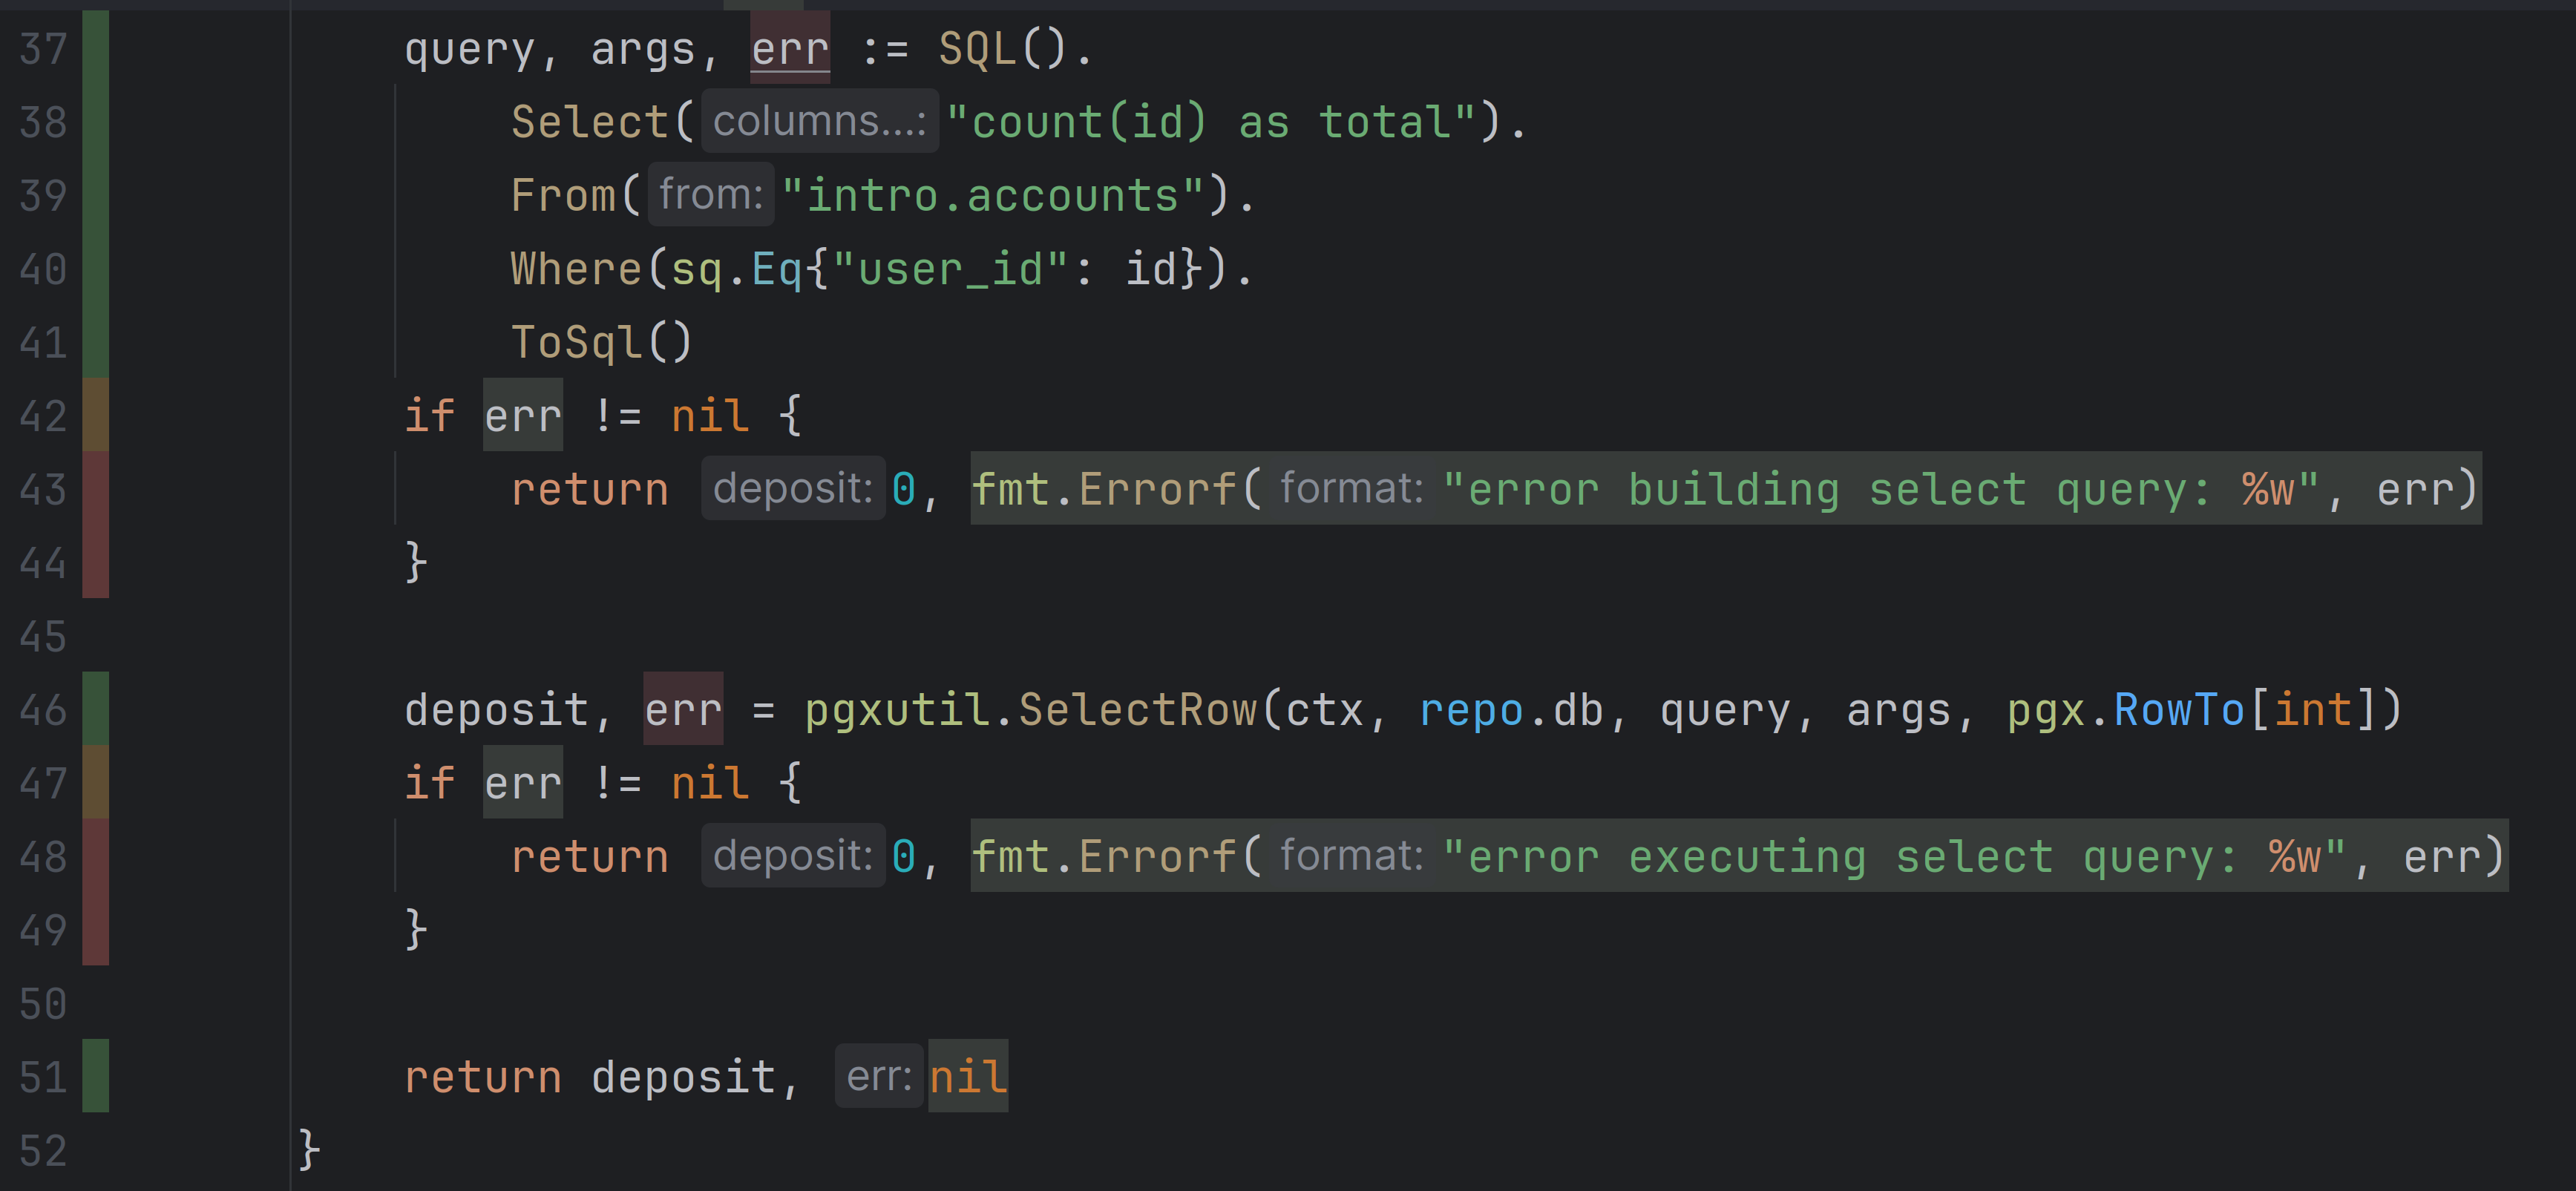 37 query, args, err := SQL().
38 Select(columns...: "count(id) as total").
39 From(from: "intro.accounts").
40 Where(sq.Eq{"user_id": id}).
41 ToSql()
42 if err != nil {
43 return deposit: 0, fmt.Errorf(format: "error building select query: %w", err)
44 }
45
46 deposit, err = pgxutil.SelectRow(ctx, repo.db, query, args, pgx.RowTo[int])
47 if err != nil {
48 return deposit: 0, fmt.Errorf(format: "error executing select query: %w", err)
49 }
50
51 return deposit, err: nil
52 }